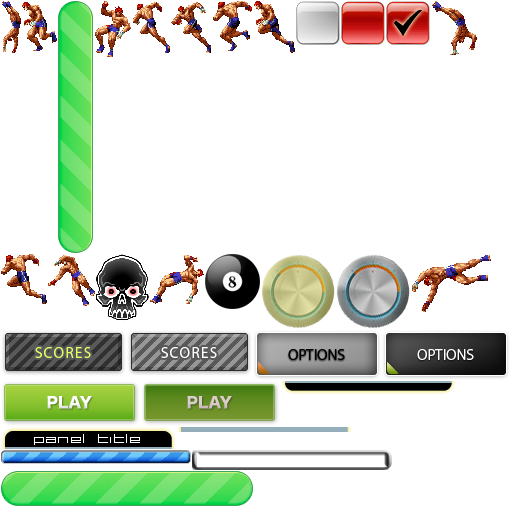 8
SCORES
SCORES
OPTIONS
OPTIONS
PLAY
PLAY
panel title